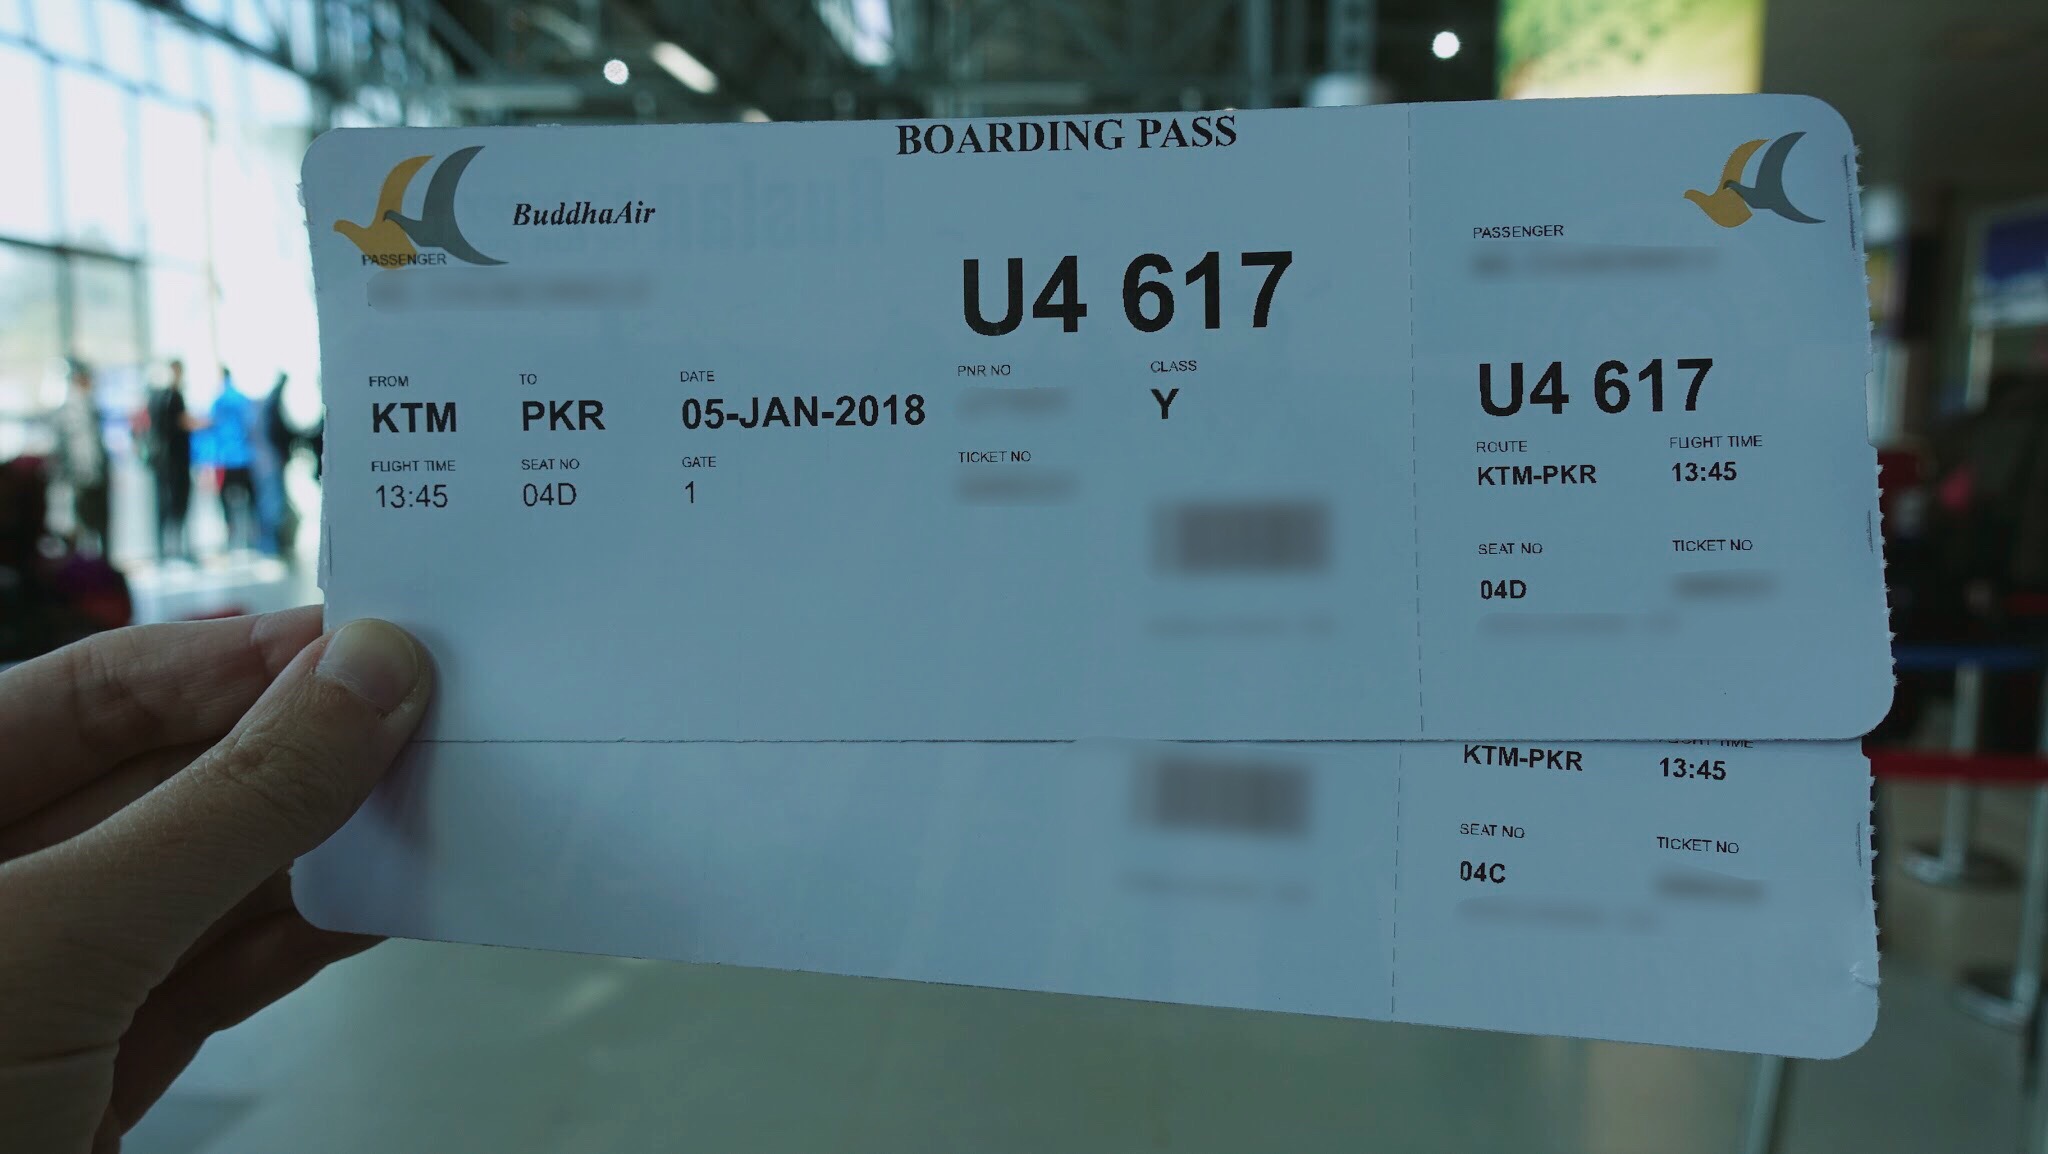 BOARDING PASS
BuddhaAir
PASSENGER
U4 617
FROM TO DATE PNR NO CLASS
KTM PKR 05-JAN-2018 Y
FLIGHT TIME SEAT NO GATE TICKET NO
13:45 04D 1
PASSENGER
U4 617
ROUTE FLIGHT TIME
KTM-PKR 13:45
SEAT NO TICKET NO
04D
FLIGHT TIME
KTM-PKR 13:45
SEAT NO TICKET NO
04C